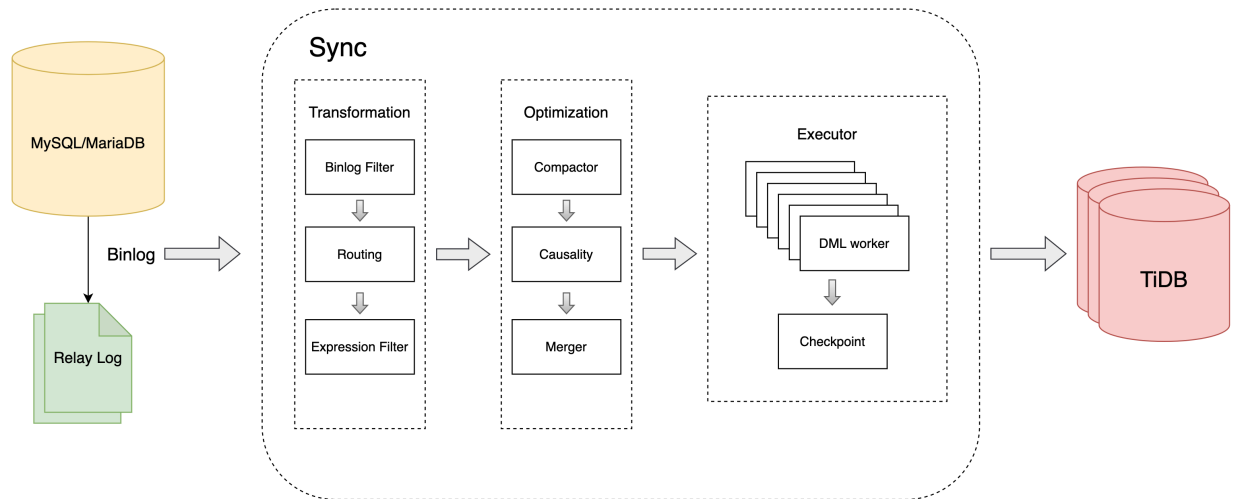 MySQL/MariaDB
Binlog
Relay Log
Sync
Transformation
Binlog Filter
Routing
Expression Filter
Optimization
Compactor
Causality
Merger
Executor
DML worker
Checkpoint
TiDB